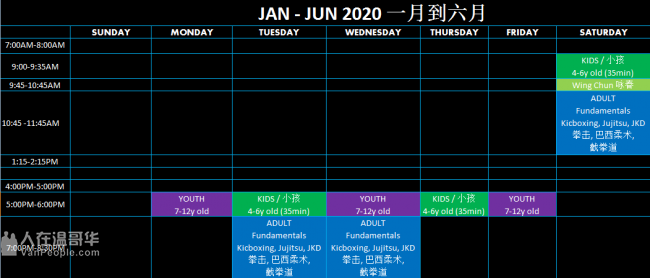 JAN - JUN 2020 一月到六月
SUNDAY MONDAY TUESDAY WEDNESDAY THURSDAY FRIDAY SATURDAY
7:00AM-8:00AM
9:00-9:35AM
KIDS / 小孩
4-6y old (35min)
9:45-10:45AM
Wing Chun 咏春
10:45 -11:45AM
ADULT
Fundamentals
Kicboxing, Jujitsu, JKD
拳击, 巴西柔术,
截拳道
1:15-2:15PM
4:00PM-5:00PM
5:00PM-6:00PM
YOUTH
7-12y old
KIDS / 小孩
4-6y old (35min)
YOUTH
7-12y old
KIDS / 小孩
4-6y old (35min)
YOUTH
7-12y old
ADULT
Fundamentals
Kicboxing, Jujitsu, JKD
拳击, 巴西柔术,
截拳道
ADULT
Fundamentals
Kicboxing, Jujitsu, JKD
拳击, 巴西柔术,
截拳道
人在温哥华
VanPeople.com